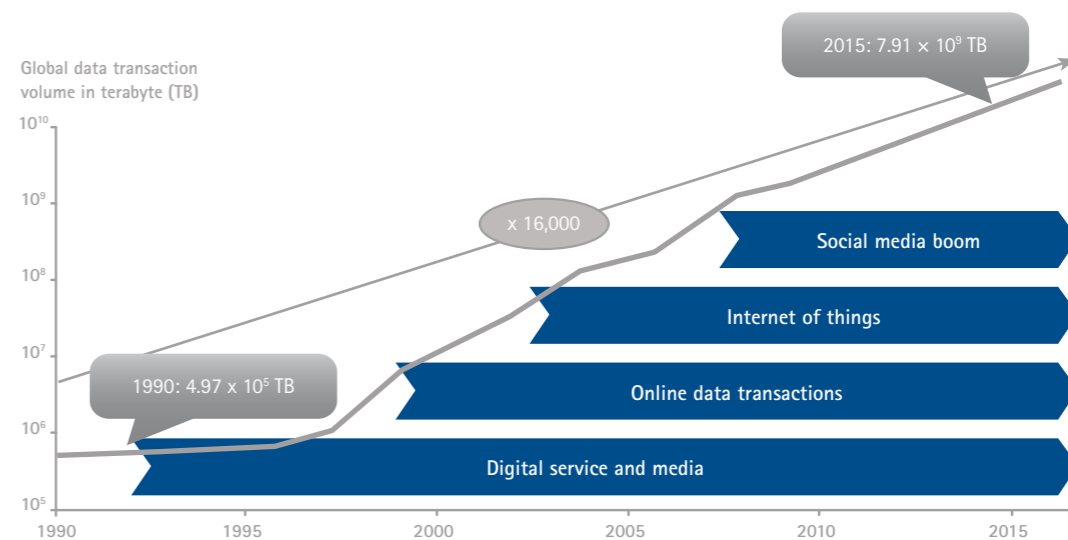 2015: 7.91 × 10⁹ TB
Global data transaction
volume in terabyte (TB)
10¹⁰
10⁹
x 16,000
Social media boom
10⁸
Internet of things
10⁷
1990: 4.97 x 10⁵ TB
Online data transactions
10⁶
Digital service and media
10⁵
1990 1995 2000 2005 2010 2015